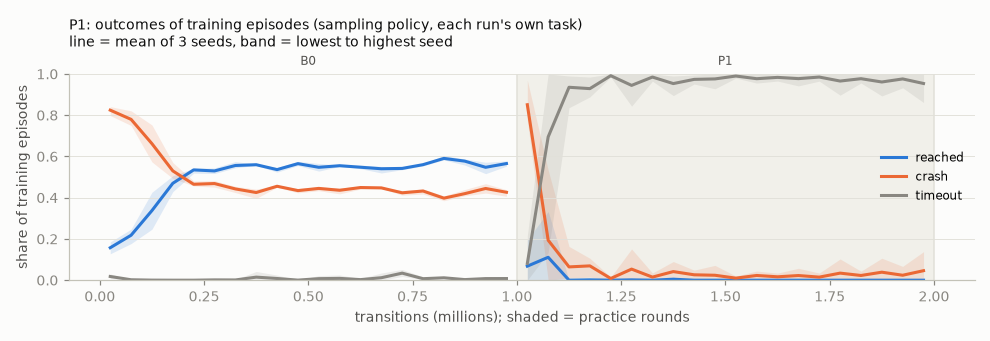 P1: outcomes of training episodes (sampling policy, each run's own task)
line = mean of 3 seeds, band = lowest to highest seed
B0
P1
share of training episodes
1.0
0.8
0.6
0.4
0.2
0.0
reached
crash
timeout
0.00
0.25
0.50
0.75
1.00
1.25
1.50
1.75
2.00
transitions (millions); shaded = practice rounds